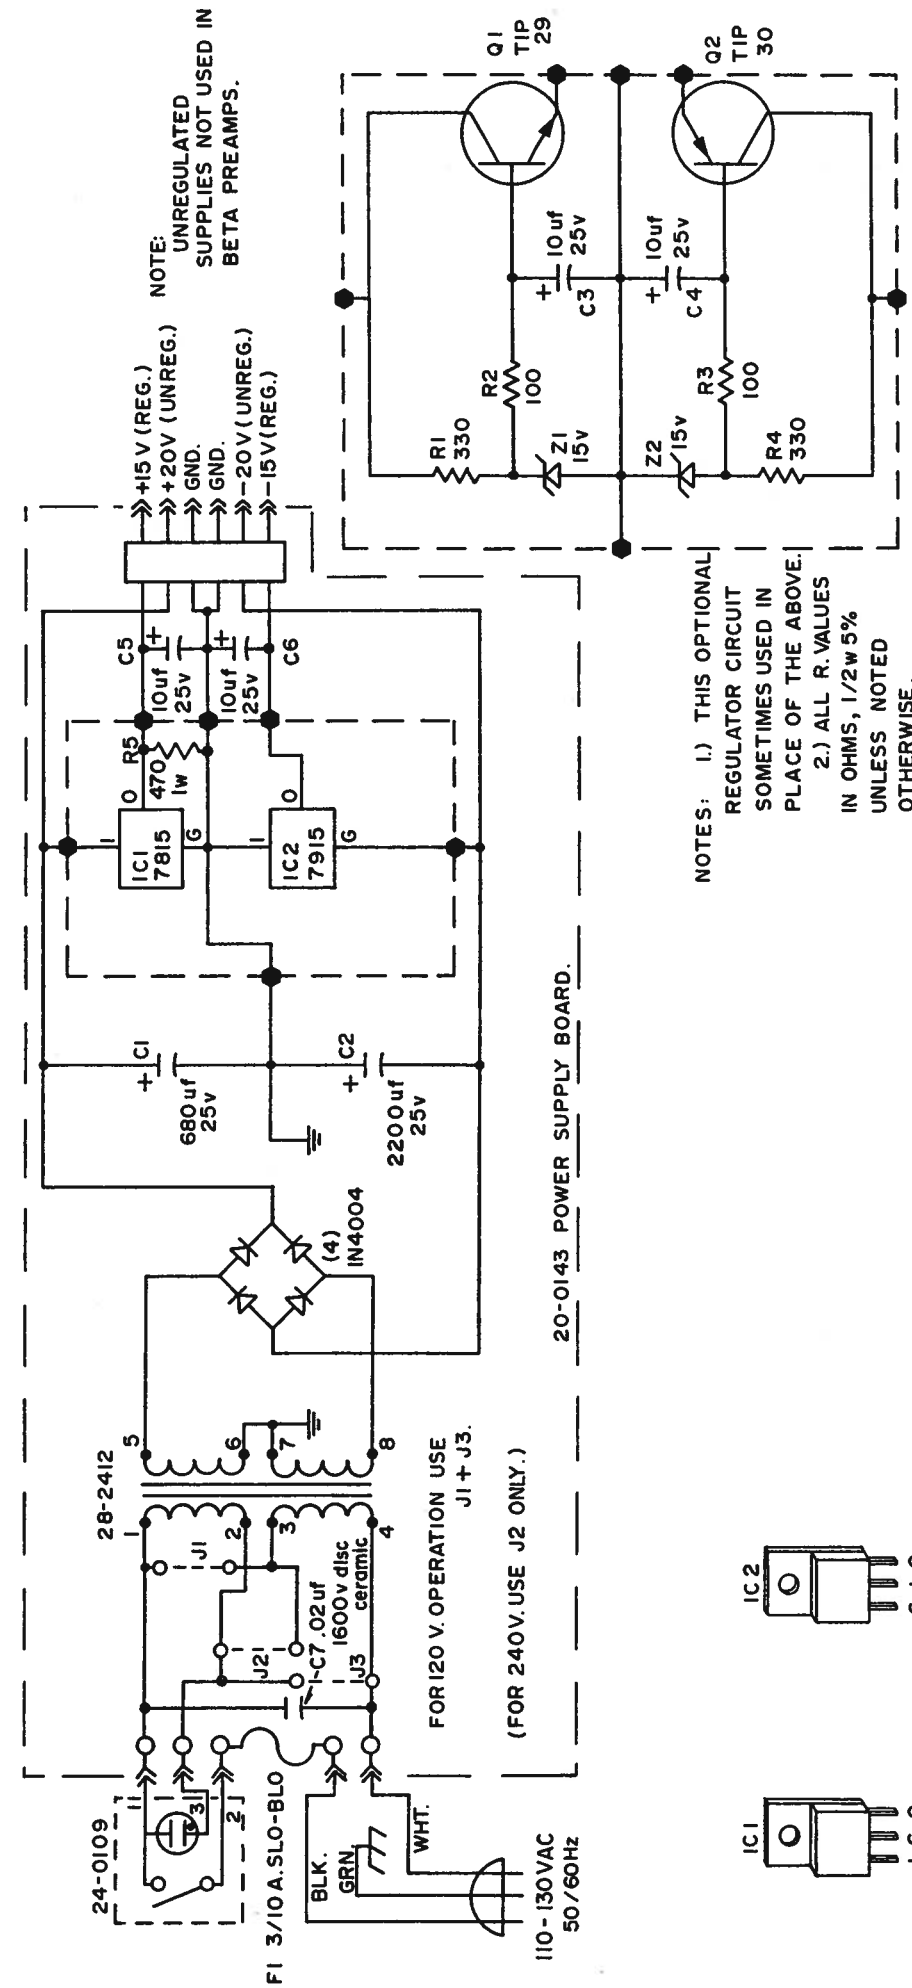 24-0109
1
3
2
F1 3/10 A. SLO-BLO
BLK.
GRN.
WHT.
110-130VAC
50/60Hz
28-2412
1
2
3
4
5
6
7
8
J1
J2
J3
C7 .02uf
1600v disc
ceramic
FOR 120 V. OPERATION USE
J1 + J3.
(FOR 240V. USE J2 ONLY.)
(4)
1N4004
20-0143 POWER SUPPLY BOARD.
+ C1
680uf
25v
+ C2
2200uf
25v
I
O
IC1
7815
G
R5
470
1w
I
O
IC2
7915
G
C5
+
10uf
25v
+
10uf
25v
C6
+15V (REG.)
+20V (UNREG.)
GND.
GND.
-20V (UNREG.)
-15V (REG.)
NOTE:
UNREGULATED
SUPPLIES NOT USED IN
BETA PREAMPS.
R1
330
R2
100
Z1
15v
+
10uf
25v
C3
Q1
TIP
29
Z2
15v
R3
100
R4
330
+
10uf
25v
C4
Q2
TIP
30
NOTES: 1.) THIS OPTIONAL
REGULATOR CIRCUIT
SOMETIMES USED IN
PLACE OF THE ABOVE.
2.) ALL R. VALUES
IN OHMS, 1/2w 5%
UNLESS NOTED
OTHERWISE.
IC1
IC2